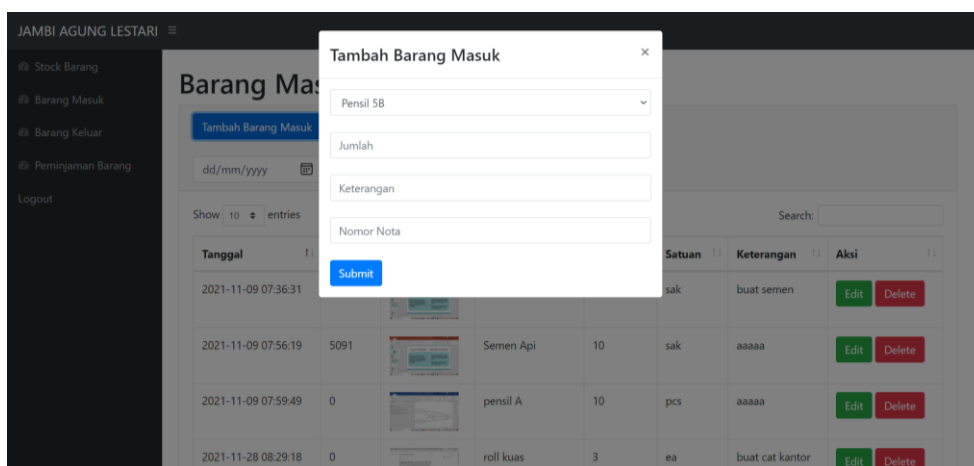 JAMBI AGUNG LESTARI
Stock Barang
Barang Masuk
Barang Keluar
Peminjaman Barang
Logout
Tambah Barang Masuk
×
Pensil 5B
Jumlah
Keterangan
Nomor Nota
Submit
Barang Mas
Tambah Barang Masuk
dd/mm/yyyy
Show 10 entries
Search:
Tanggal Satuan Keterangan Aksi
2021-11-09 07:36:31 sak buat semen Edit Delete
2021-11-09 07:56:19 5091 Semen Api 10 sak aaaaa Edit Delete
2021-11-09 07:59:49 0 pensil A 10 pcs aaaaa Edit Delete
2021-11-28 08:29:18 0 roll kuas 3 ea buat cat kantor Edit Delete